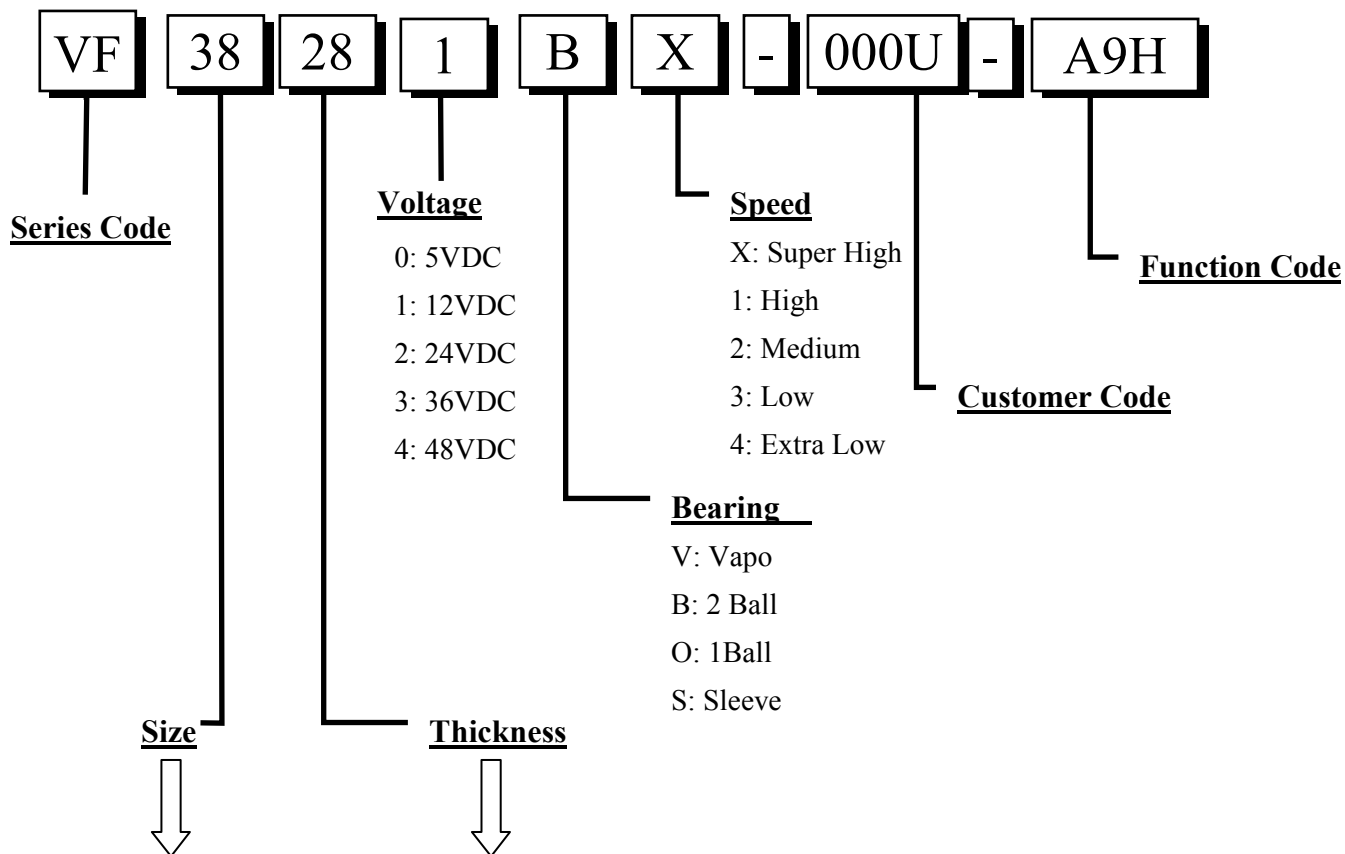 VF 38 28 1 B X - 000U - A9H
Series Code
Voltage
0: 5VDC
1: 12VDC
2: 24VDC
3: 36VDC
4: 48VDC
Speed
X: Super High
1: High
2: Medium
3: Low
4: Extra Low
Function Code
Customer Code
Bearing
V: Vapo
B: 2 Ball
O: 1Ball
S: Sleeve
Size
Thickness